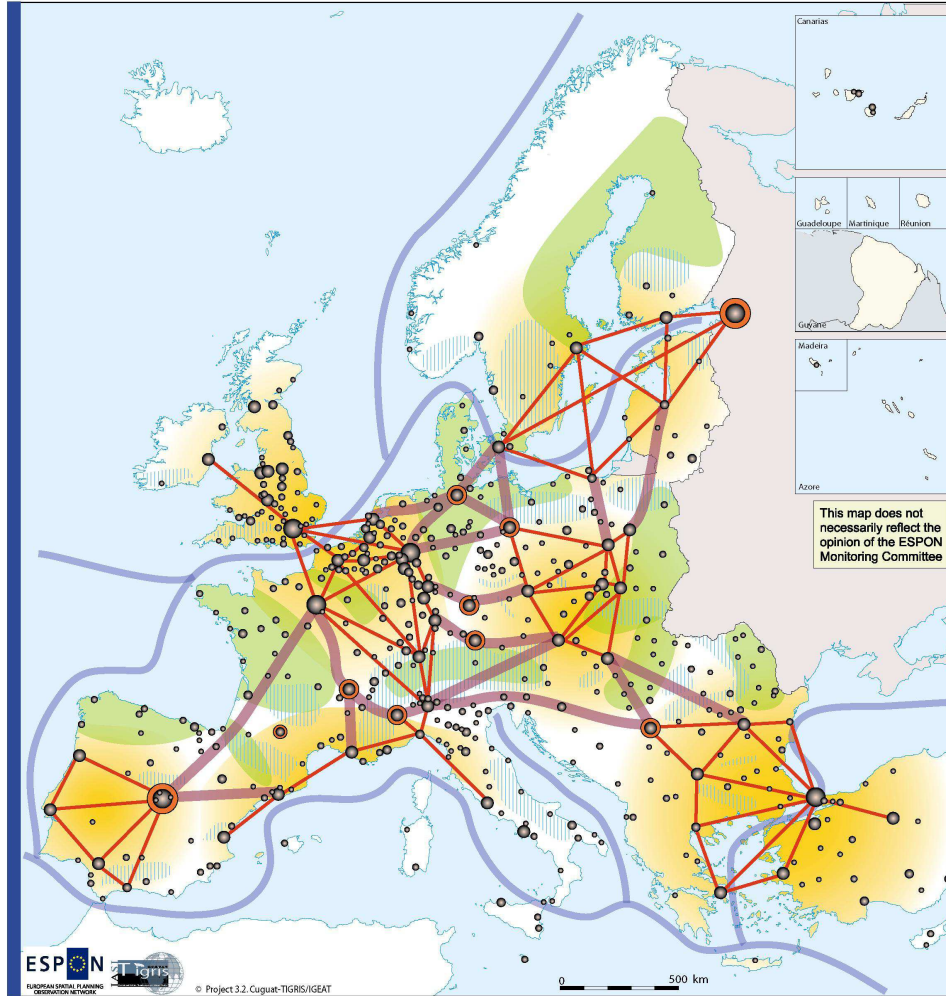 Canarias
Guadeloupe
Martinique
Réunion
Guyane
Madeira
Azore
This map does not
necessarily reflect the
opinion of the ESPON
Monitoring Committee
ESPON
EUROPEAN SPATIAL PLANNING
OBSERVATION NETWORK
Tigris
© Project 3.2. Cuguat-TIGRIS/IGEAT
0 500 km